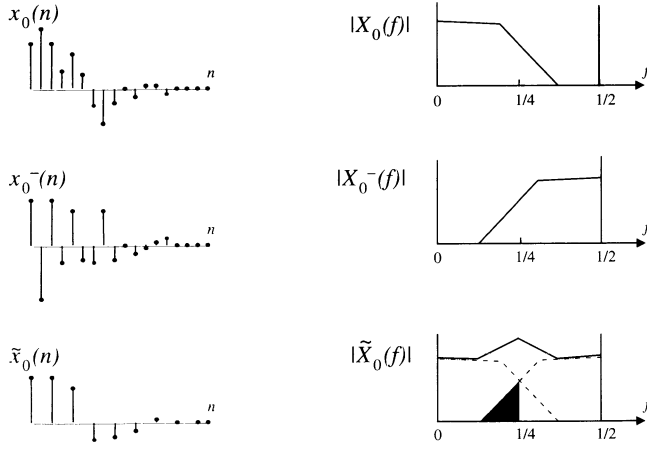 x₀(n)
n
|X₀(f)|
f
0
1/4
1/2
x₀⁻(n)
n
|X₀⁻(f)|
f
0
1/4
1/2
x̃₀(n)
n
|X̃₀(f)|
f
0
1/4
1/2